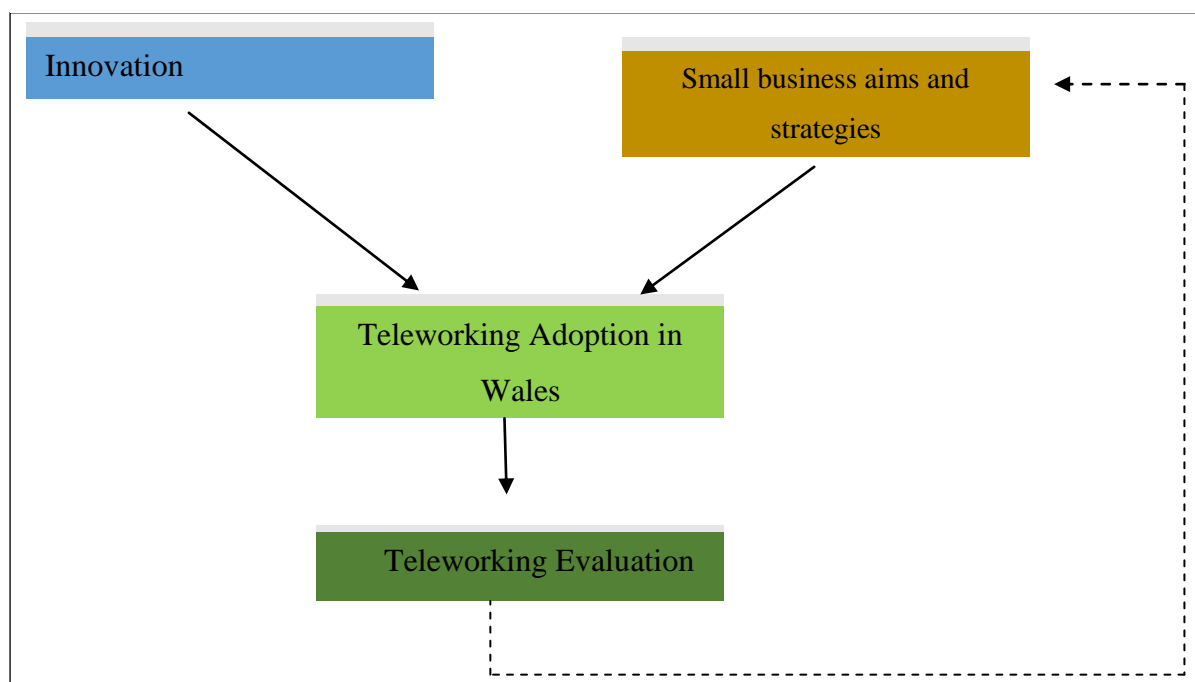 Innovation
Small business aims and
strategies
Teleworking Adoption in
Wales
Teleworking Evaluation